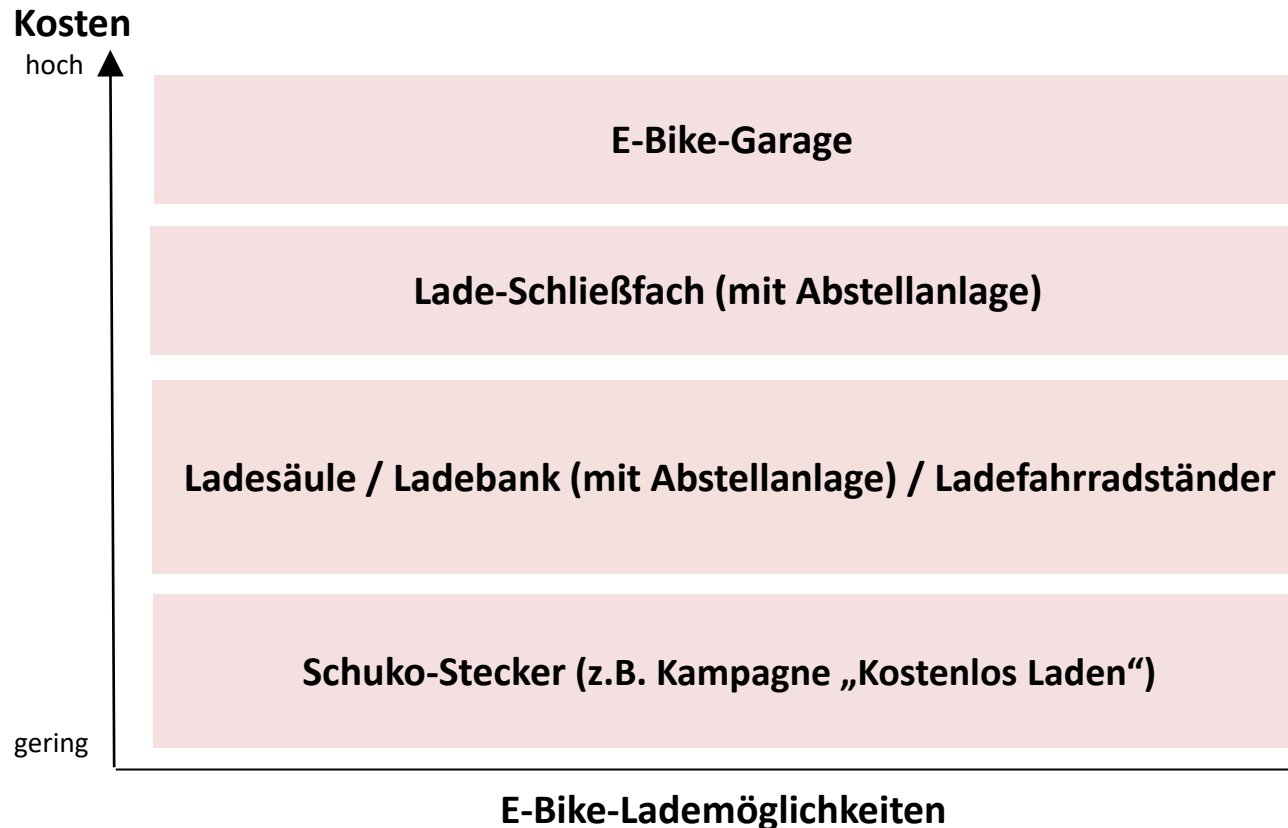 Kosten
hoch
E-Bike-Garage
Lade-Schließfach (mit Abstellanlage)
Ladesäule / Ladebank (mit Abstellanlage) / Ladefahrradständer
Schuko-Stecker (z.B. Kampagne „Kostenlos Laden“)
gering
E-Bike-Lademöglichkeiten